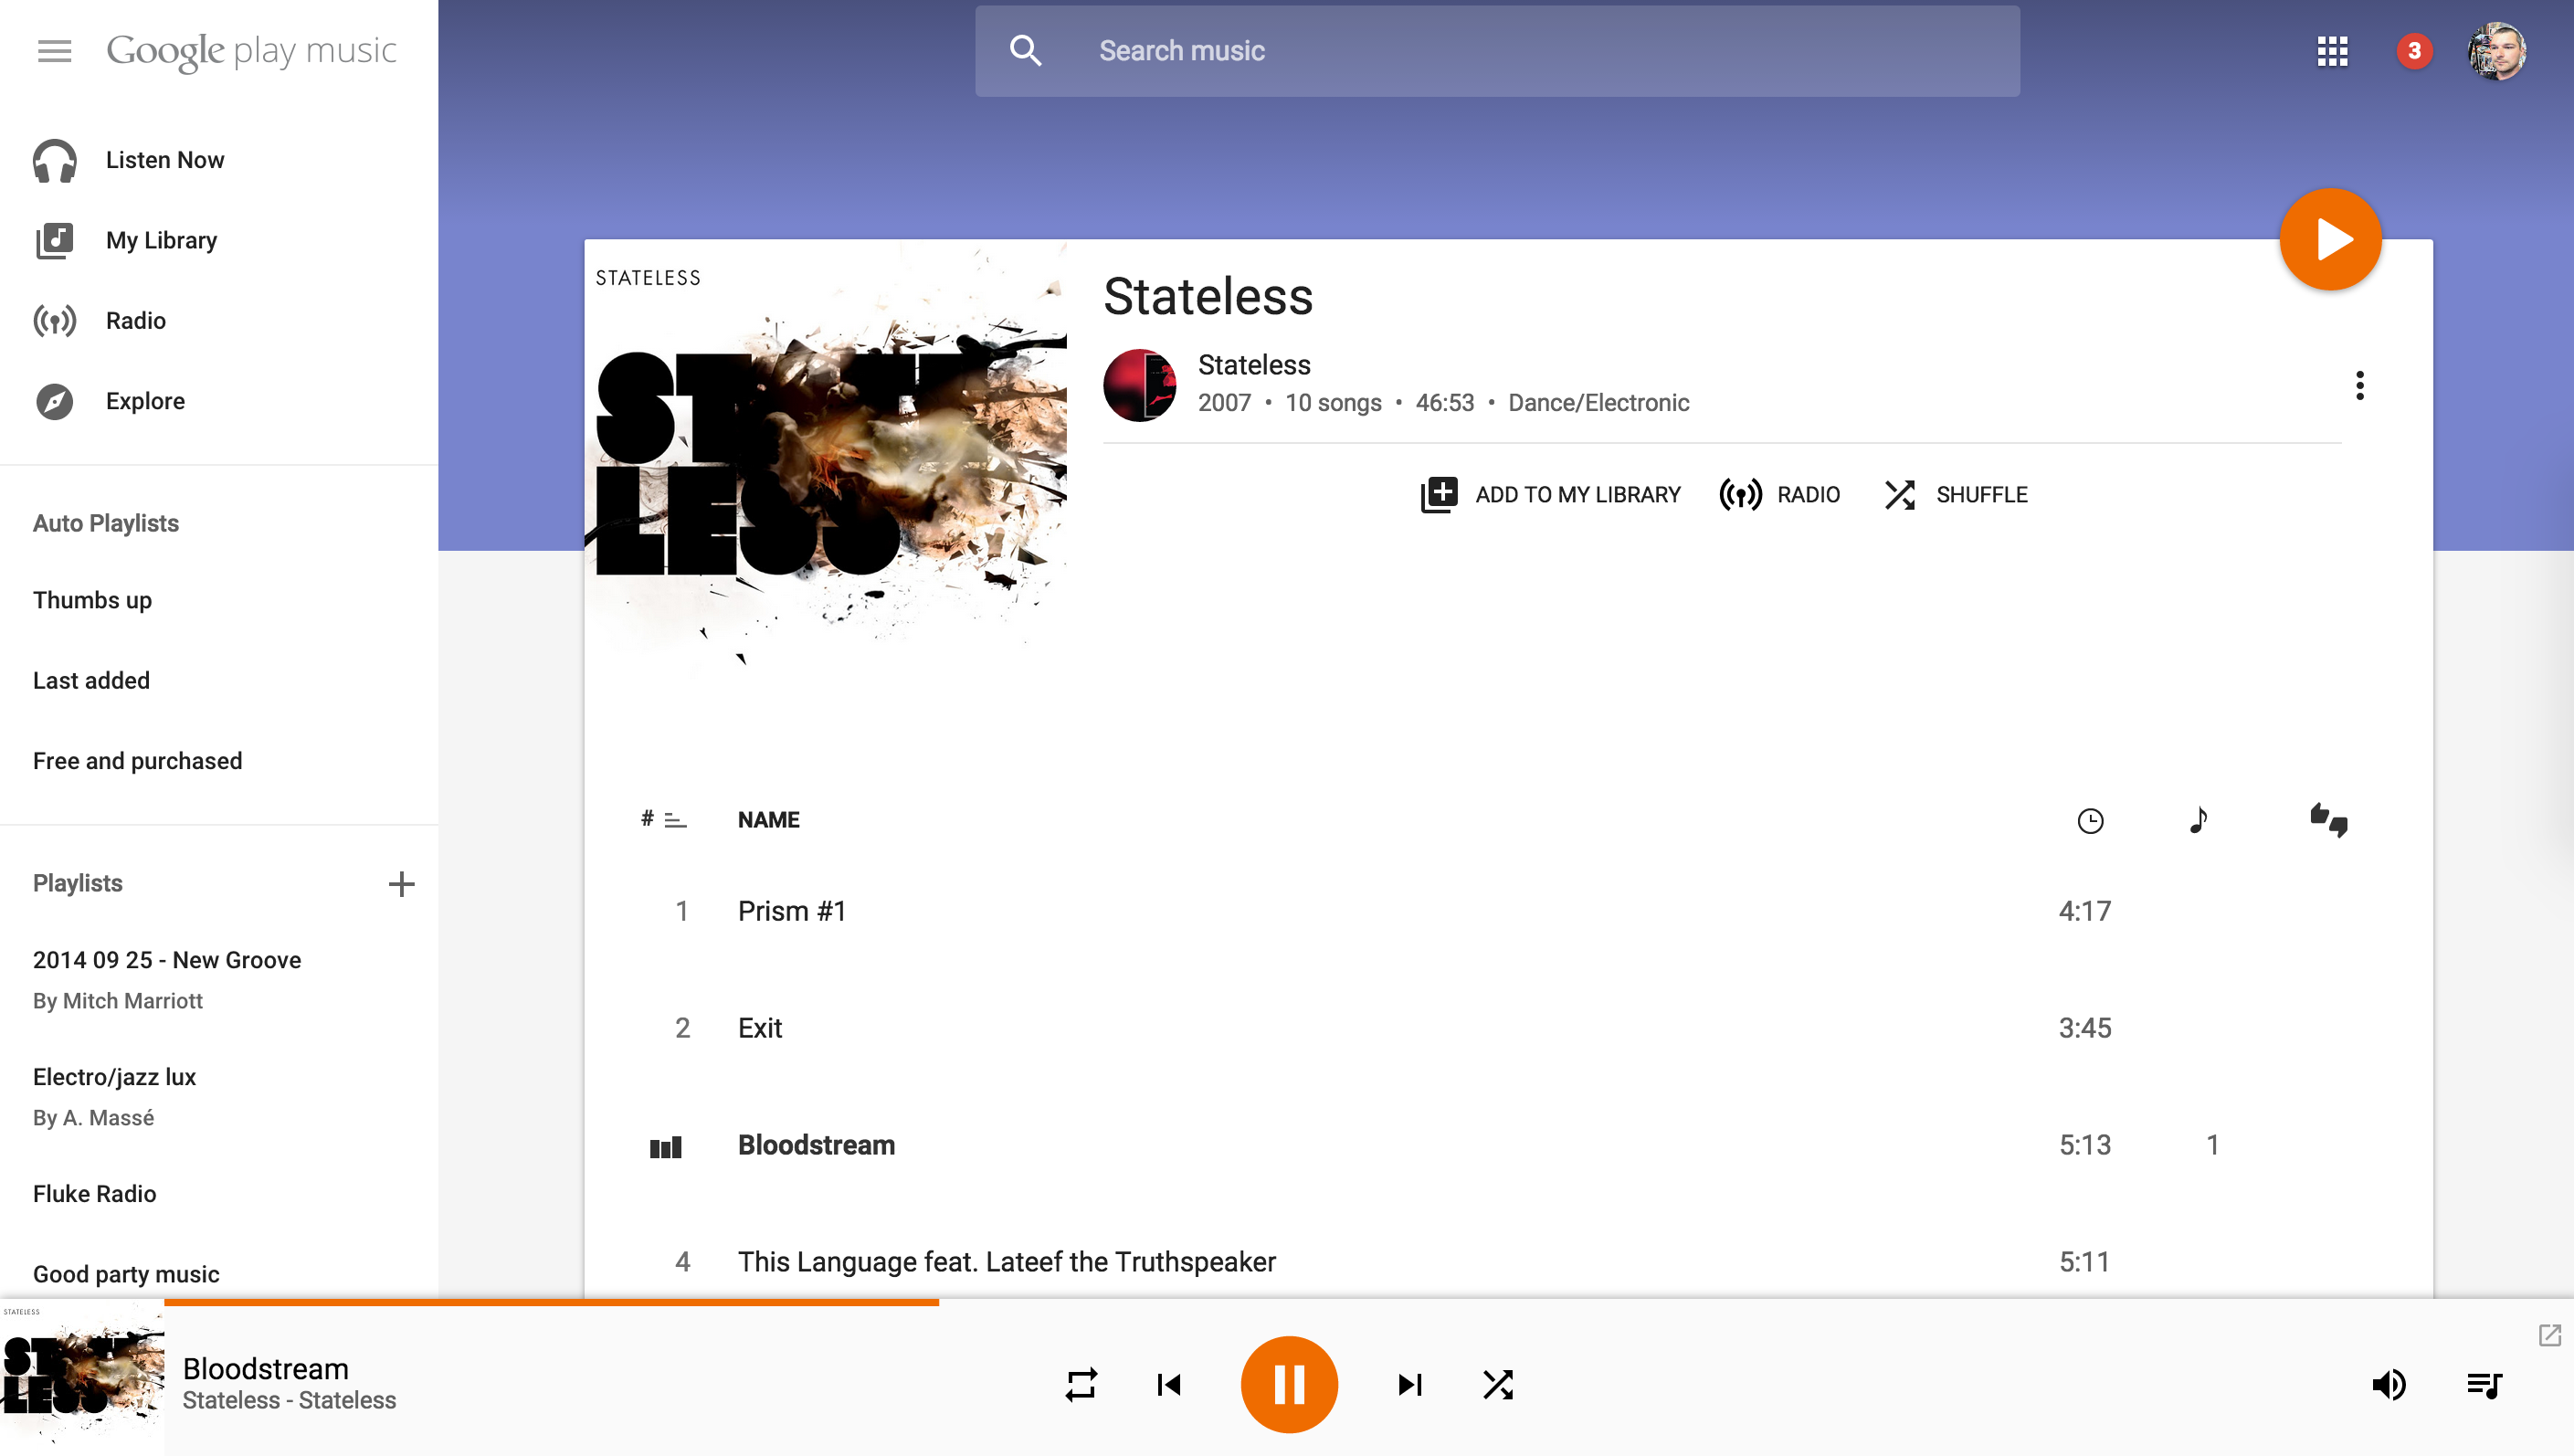 Google play music
Search music
3
Listen Now
My Library
Radio
Explore
Auto Playlists
Thumbs up
Last added
Free and purchased
Playlists
2014 09 25 - New Groove
By Mitch Marriott
Electro/jazz lux
By A. Massé
Fluke Radio
Good party music
STATELESS
STATELESS
Stateless
Stateless
2007 • 10 songs • 46:53 • Dance/Electronic
ADD TO MY LIBRARY RADIO SHUFFLE
# NAME
1 Prism #1 4:17
2 Exit 3:45
Bloodstream 5:13 1
4 This Language feat. Lateef the Truthspeaker 5:11
STATELESS
STATELESS
Bloodstream
Stateless - Stateless